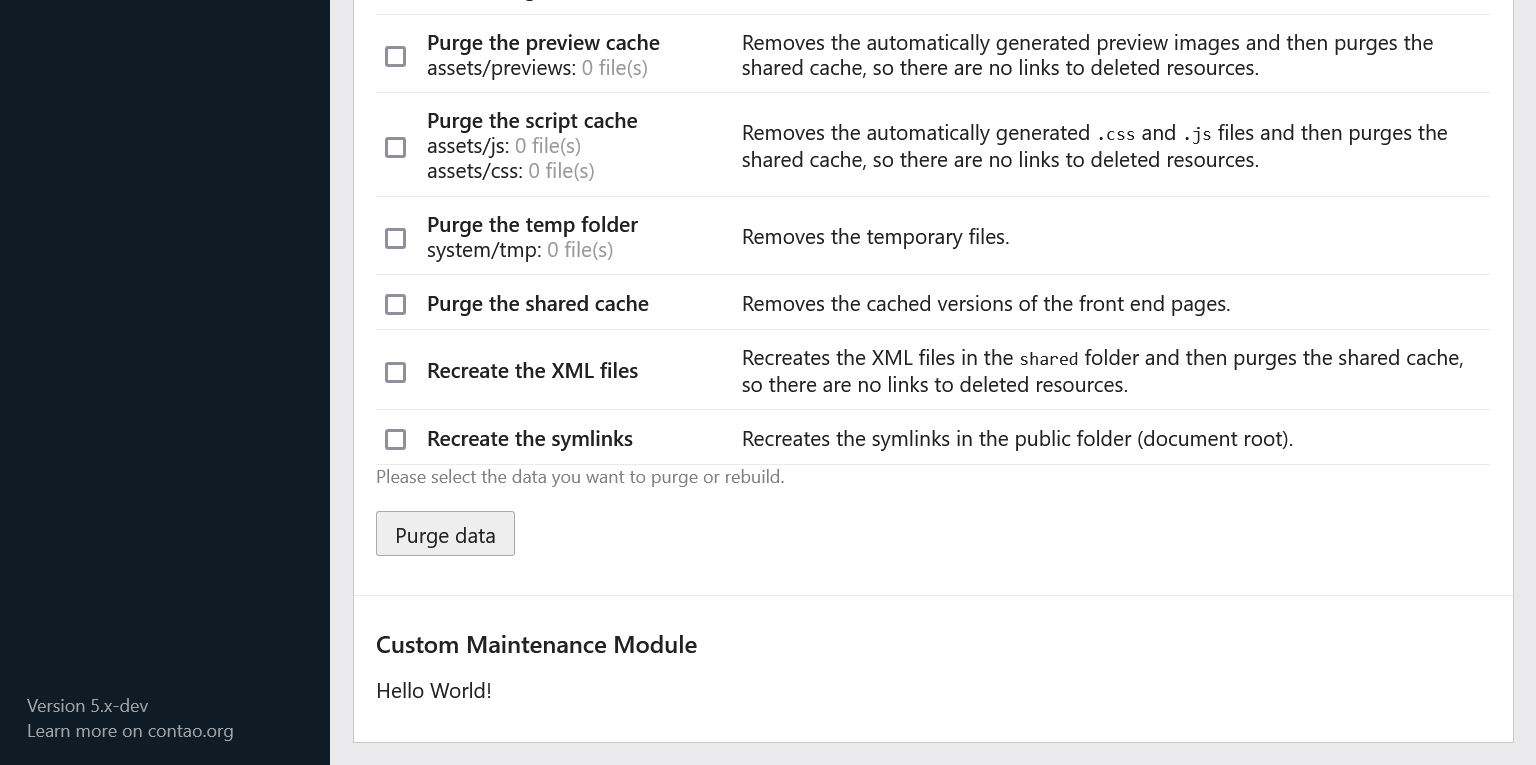 Purge the preview cache
assets/previews: 0 file(s)
Removes the automatically generated preview images and then purges the
shared cache, so there are no links to deleted resources.
Purge the script cache
assets/js: 0 file(s)
assets/css: 0 file(s)
Removes the automatically generated .css and .js files and then purges the
shared cache, so there are no links to deleted resources.
Purge the temp folder
system/tmp: 0 file(s)
Removes the temporary files.
Purge the shared cache
Removes the cached versions of the front end pages.
Recreate the XML files
Recreates the XML files in the shared folder and then purges the shared cache,
so there are no links to deleted resources.
Recreate the symlinks
Recreates the symlinks in the public folder (document root).
Please select the data you want to purge or rebuild.
Purge data
Custom Maintenance Module
Hello World!
Version 5.x-dev
Learn more on contao.org